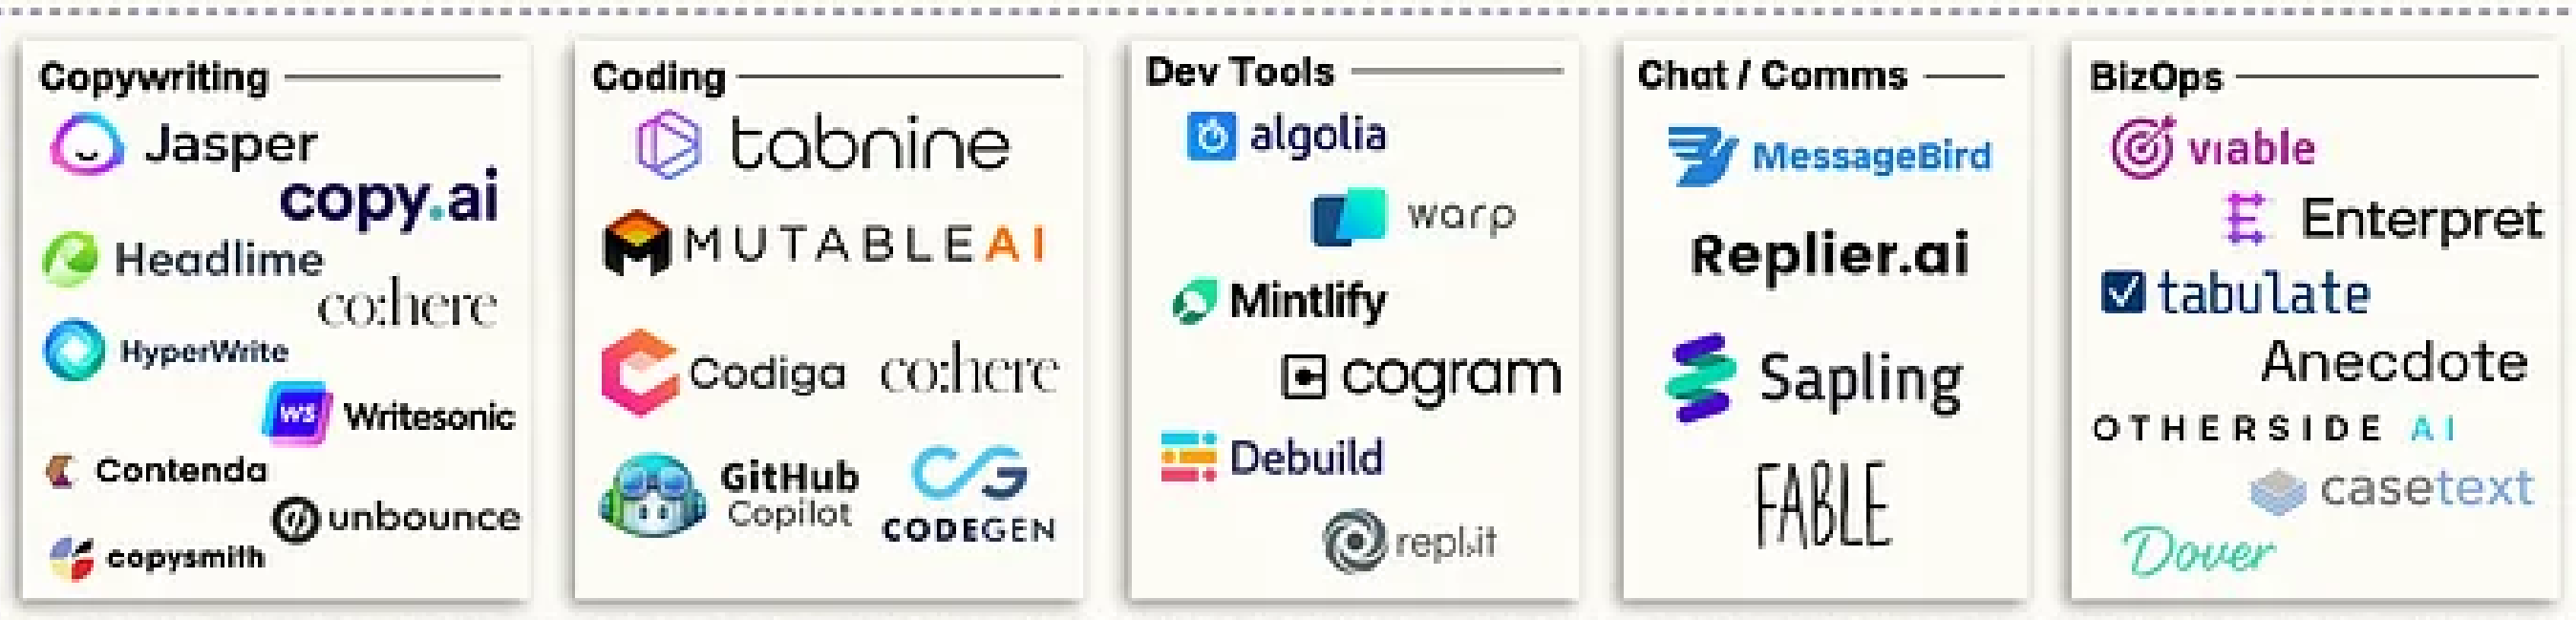 Copywriting
Jasper
copy.ai
Headlime
co:here
HyperWrite
WS Writesonic
Contenda
unbounce
copysmith
Coding
tabnine
MUTABLEAI
Codiga co:here
GitHub
Copilot
CODEGEN
Dev Tools
algolia
warp
Mintlify
cogram
Debuild
repl.it
Chat / Comms
MessageBird
Replier.ai
Sapling
FABLE
BizOps
viable
Enterpret
tabulate
Anecdote
OTHERSIDE AI
casetext
Dover